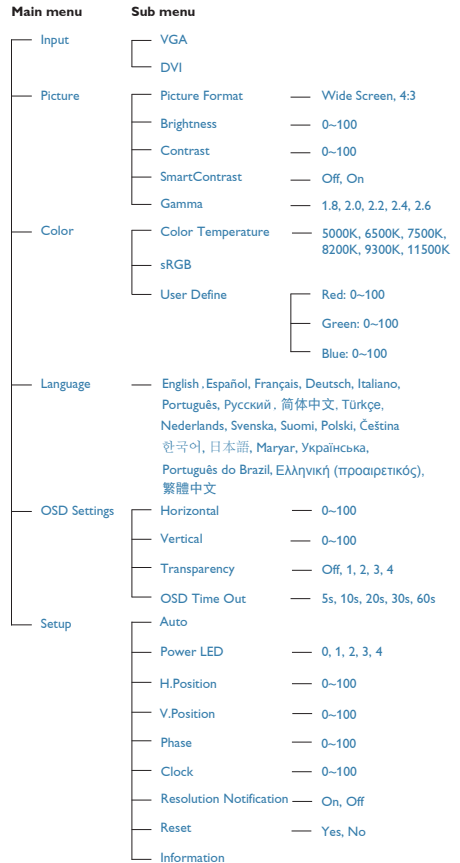 Main menu Sub menu
Input VGA
DVI
Picture Picture Format Wide Screen, 4:3
Brightness 0~100
Contrast 0~100
SmartContrast Off, On
Gamma 1.8, 2.0, 2.2, 2.4, 2.6
Color Color Temperature 5000K, 6500K, 7500K,
8200K, 9300K, 11500K
sRGB
User Define Red: 0~100
Green: 0~100
Blue: 0~100
Language English , Español, Français, Deutsch, Italiano,
Português, Русский , 简体中文, Türkçe,
Nederlands, Svenska, Suomi, Polski, Čeština
한국어, 日本語, Maryar, Українська,
Português do Brazil, Ελληνική (προαιρετικός),
繁體中文
OSD Settings Horizontal 0~100
Vertical 0~100
Transparency Off, 1, 2, 3, 4
OSD Time Out 5s, 10s, 20s, 30s, 60s
Setup Auto
Power LED 0, 1, 2, 3, 4
H.Position 0~100
V.Position 0~100
Phase 0~100
Clock 0~100
Resolution Notification On, Off
Reset Yes, No
Information